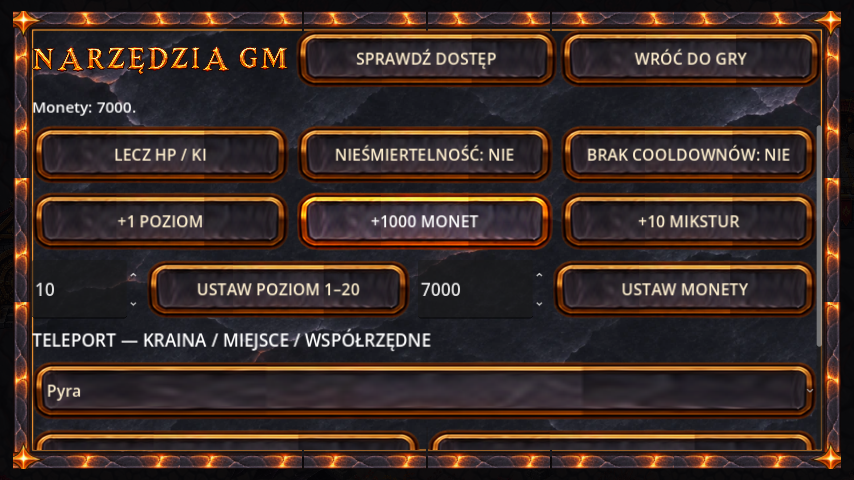 NARZĘDZIA GM
SPRAWDŹ DOSTĘP
WRÓĆ DO GRY
Monety: 7000.
LECZ HP / KI
NIEŚMIERTELNOŚĆ: NIE
BRAK COOLDOWNÓW: NIE
+1 POZIOM
+1000 MONET
+10 MIKSTUR
10
USTAW POZIOM 1–20
7000
USTAW MONETY
TELEPORT — KRAINA / MIEJSCE / WSPÓŁRZĘDNE
Pyra